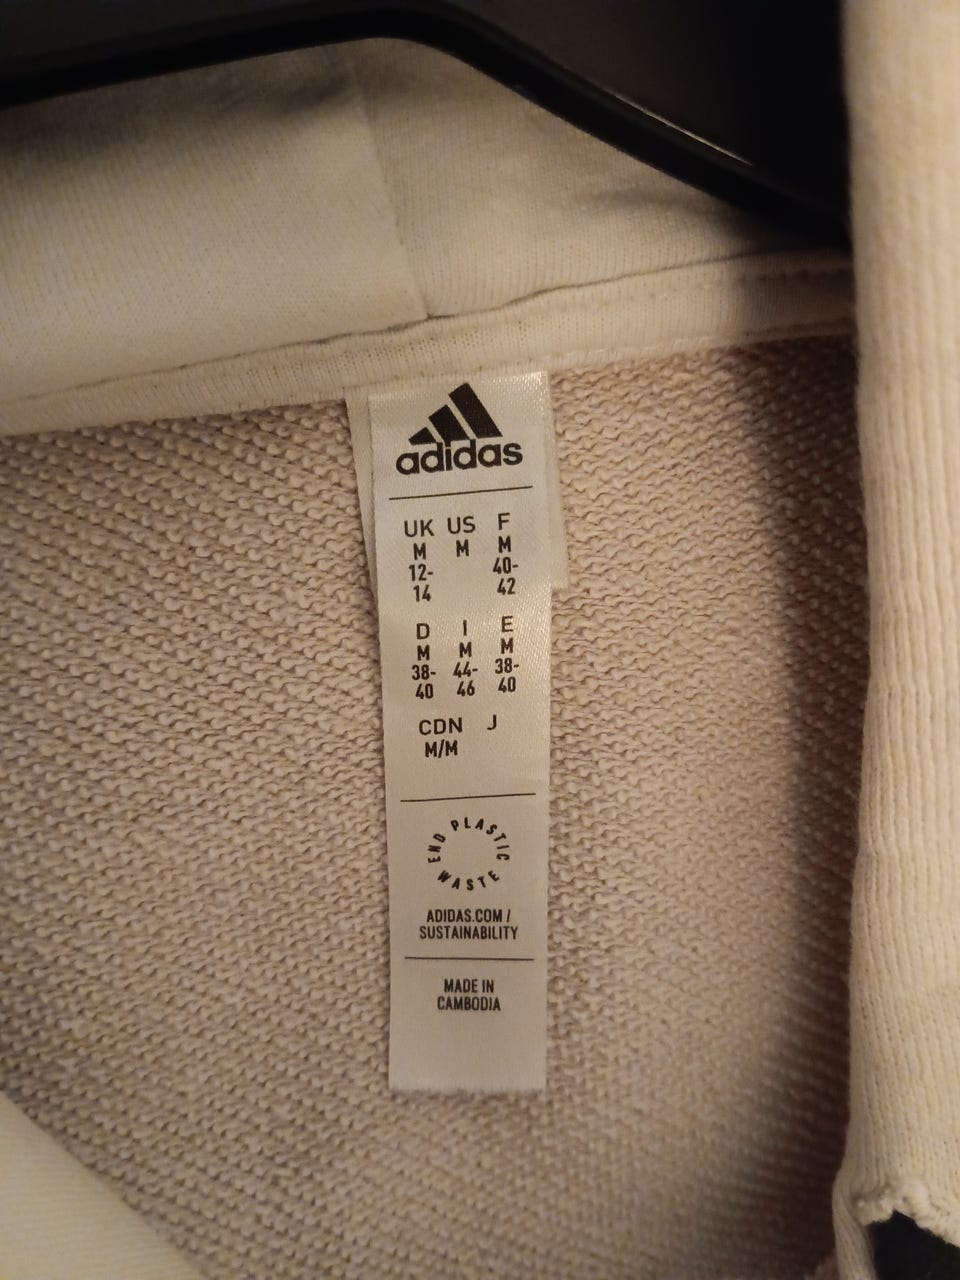 adidas
UK US F
M M M
12- 40-
14 42
D I E
M M M
38- 44- 38-
40 46 40
CDN J
M/M
END PLASTIC WASTE
ADIDAS.COM /
SUSTAINABILITY
MADE IN
CAMBODIA